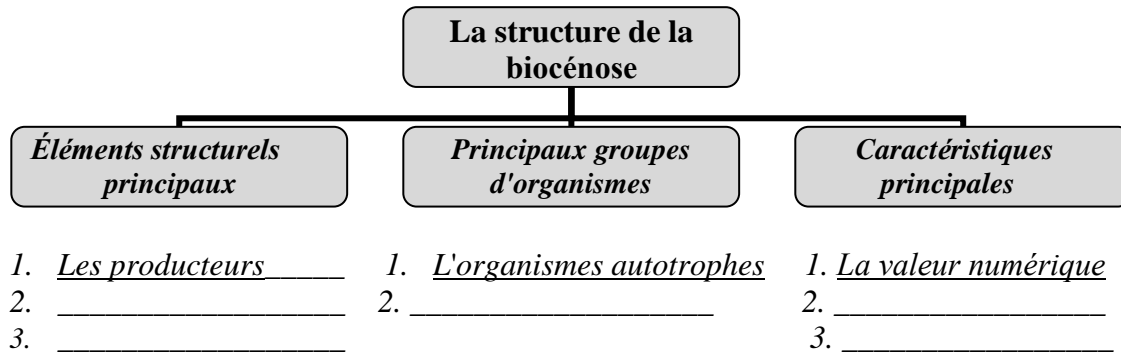 La structure de la
biocénose
Éléments structurels
principaux
Principaux groupes
d'organismes
Caractéristiques
principales
1. Les producteurs_____
2. __________________
3. __________________
1. L'organismes autotrophes
2. ___________________
1. La valeur numérique
2. _________________
3. _________________